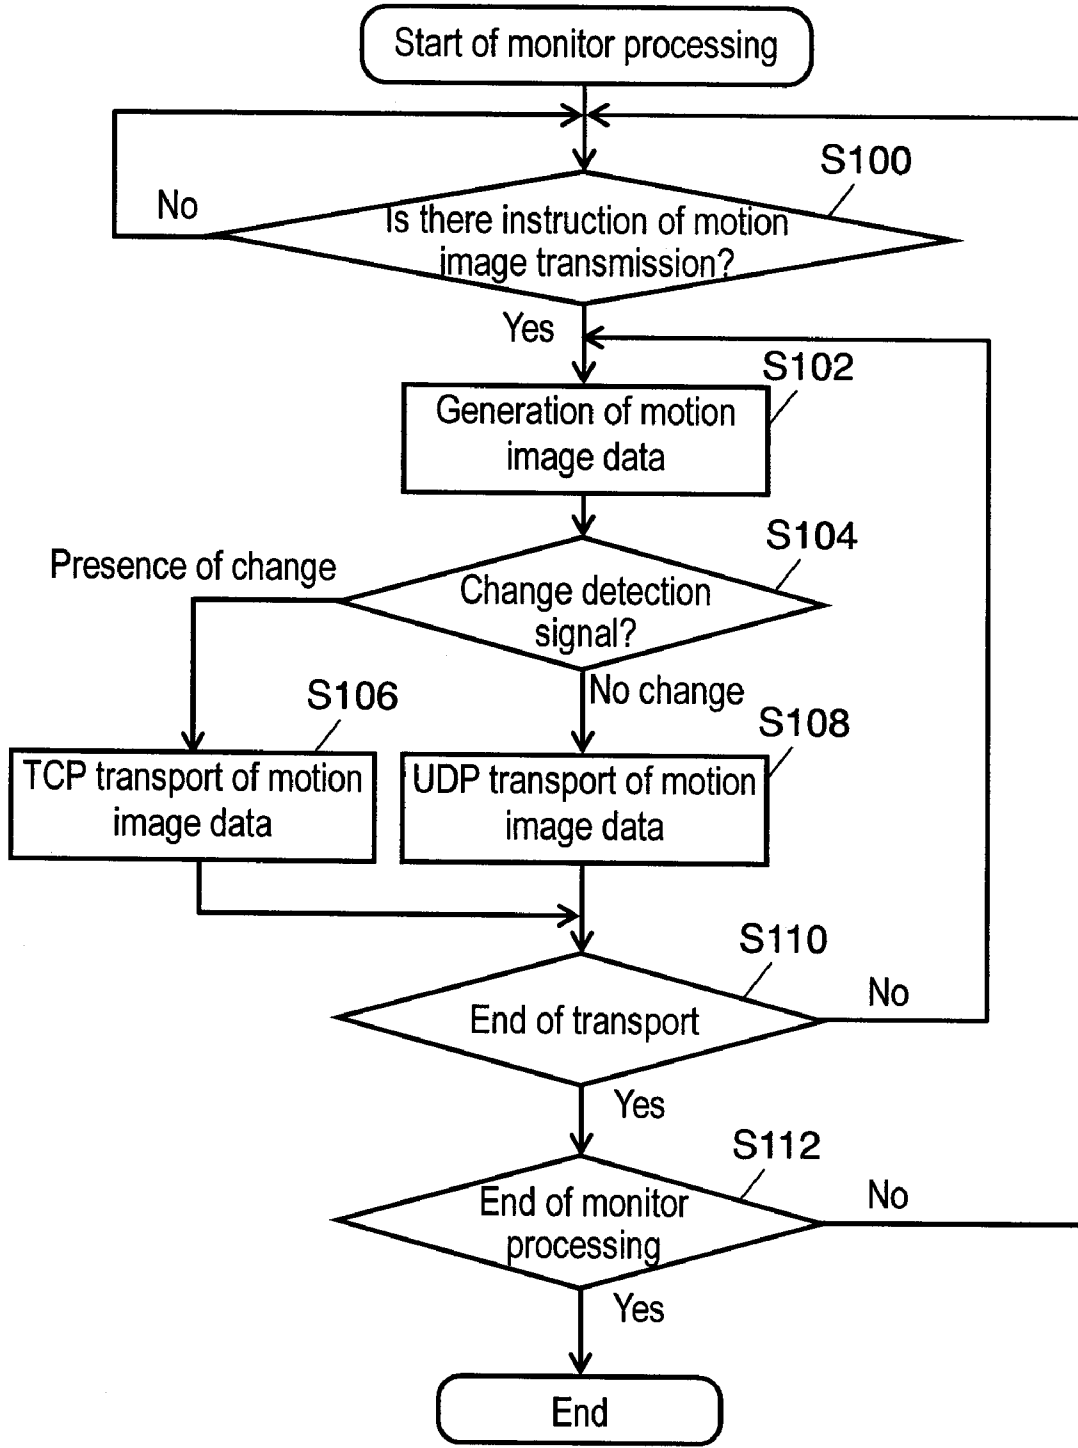 Start of monitor processing
S100
No
Is there instruction of motion
image transmission?
Yes
S102
Generation of motion
image data
S104
Presence of change
Change detection
signal?
No change
S106
S108
TCP transport of motion
image data
UDP transport of motion
image data
S110
No
End of transport
Yes
S112
No
End of monitor
processing
Yes
End